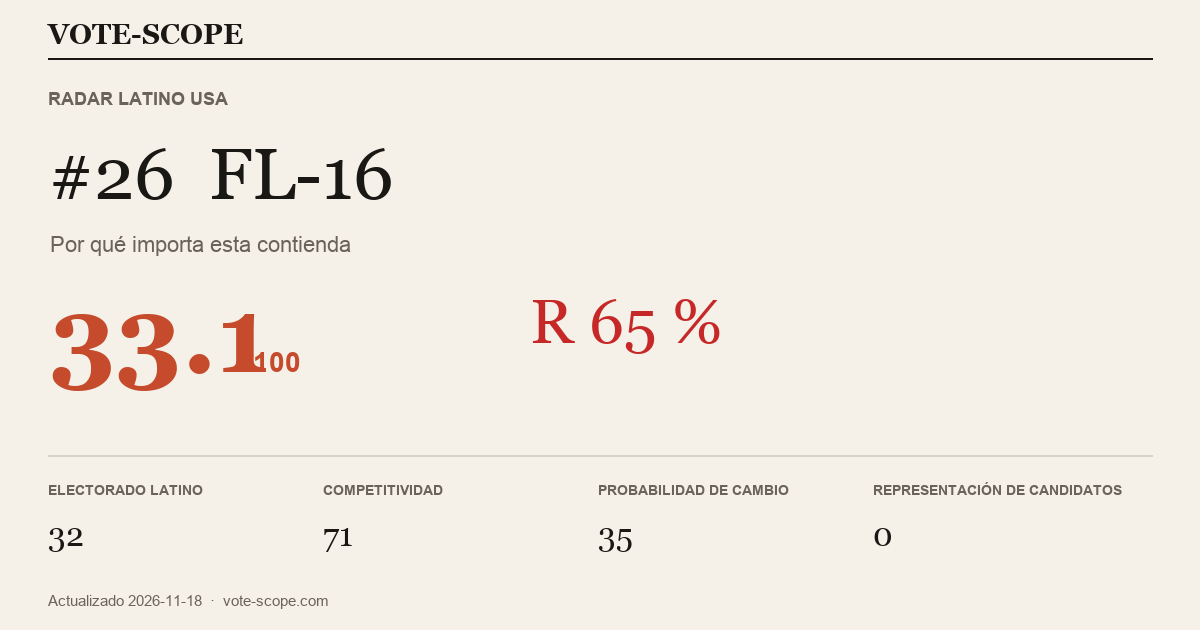 VOTE-SCOPE
RADAR LATINO USA
#26 FL-16
Por qué importa esta contienda
33.1 100
R 65 %
ELECTORADO LATINO
COMPETITIVIDAD
PROBABILIDAD DE CAMBIO
REPRESENTACIÓN DE CANDIDATOS
32
71
35
0
Actualizado 2026-11-18 · vote-scope.com